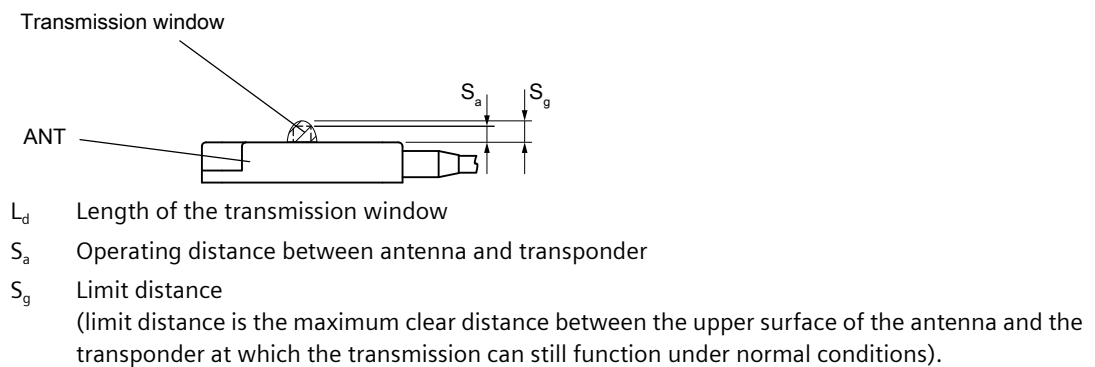 Transmission window
Sa Sg
ANT
Ld Length of the transmission window
Sa Operating distance between antenna and transponder
Sg Limit distance
(limit distance is the maximum clear distance between the upper surface of the antenna and the
transponder at which the transmission can still function under normal conditions).